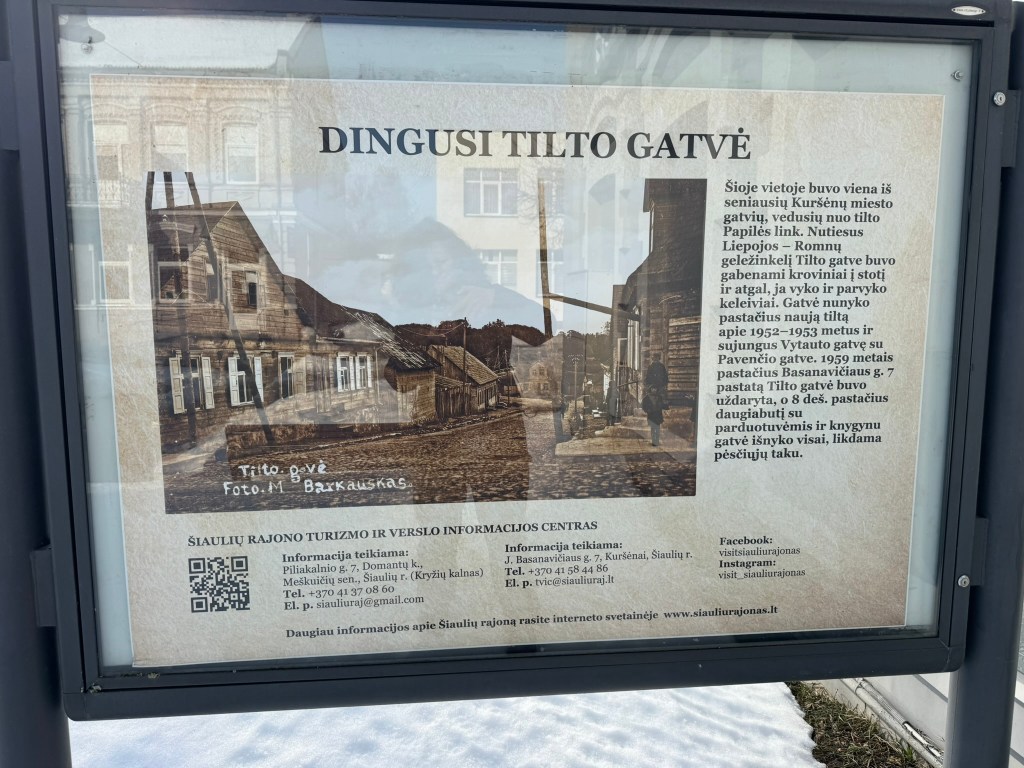 DINGUSI TILTO GATVĖ
Šioje vietoje buvo viena iš
seniausių Kuršėnų miesto
gatvių, vedusių nuo tilto
Papilės link. Nutiesus
Liepojos – Romnų
geležinkelį Tilto gatve buvo
gabenami kroviniai į stotį
ir atgal, ja vyko ir parvyko
keleiviai. Gatvė nunyko
pastačius naują tiltą
apie 1952–1953 metus ir
sujungus Vytauto gatvę su
Pavenčio gatve. 1959 metais
pastačius Basanavičiaus g. 7
pastatą Tilto gatvė buvo
uždaryta, o 8 deš. pastačius
daugiabutį su
parduotuvėmis ir knygynu
gatvė išnyko visai, likdama
pėsčiųjų taku.
Tilto. g-vė
Foto. M Barkauskas.
ŠIAULIŲ RAJONO TURIZMO IR VERSLO INFORMACIJOS CENTRAS
Informacija teikiama:
Piliakalnio g. 7, Domantų k.,
Meškuičių sen., Šiaulių r. (Kryžių kalnas)
Tel. +370 41 37 08 60
El. p. siauliuraj@gmail.com
Informacija teikiama:
J. Basanavičiaus g. 7, Kuršėnai, Šiaulių r.
Tel. +370 41 58 44 86
El. p. tvic@siauliuraj.lt
Facebook:
visitsiauliurajonas
Instagram:
visit_siauliurajonas
Daugiau informacijos apie Šiaulių rajoną rasite interneto svetainėje www.siauliurajonas.lt